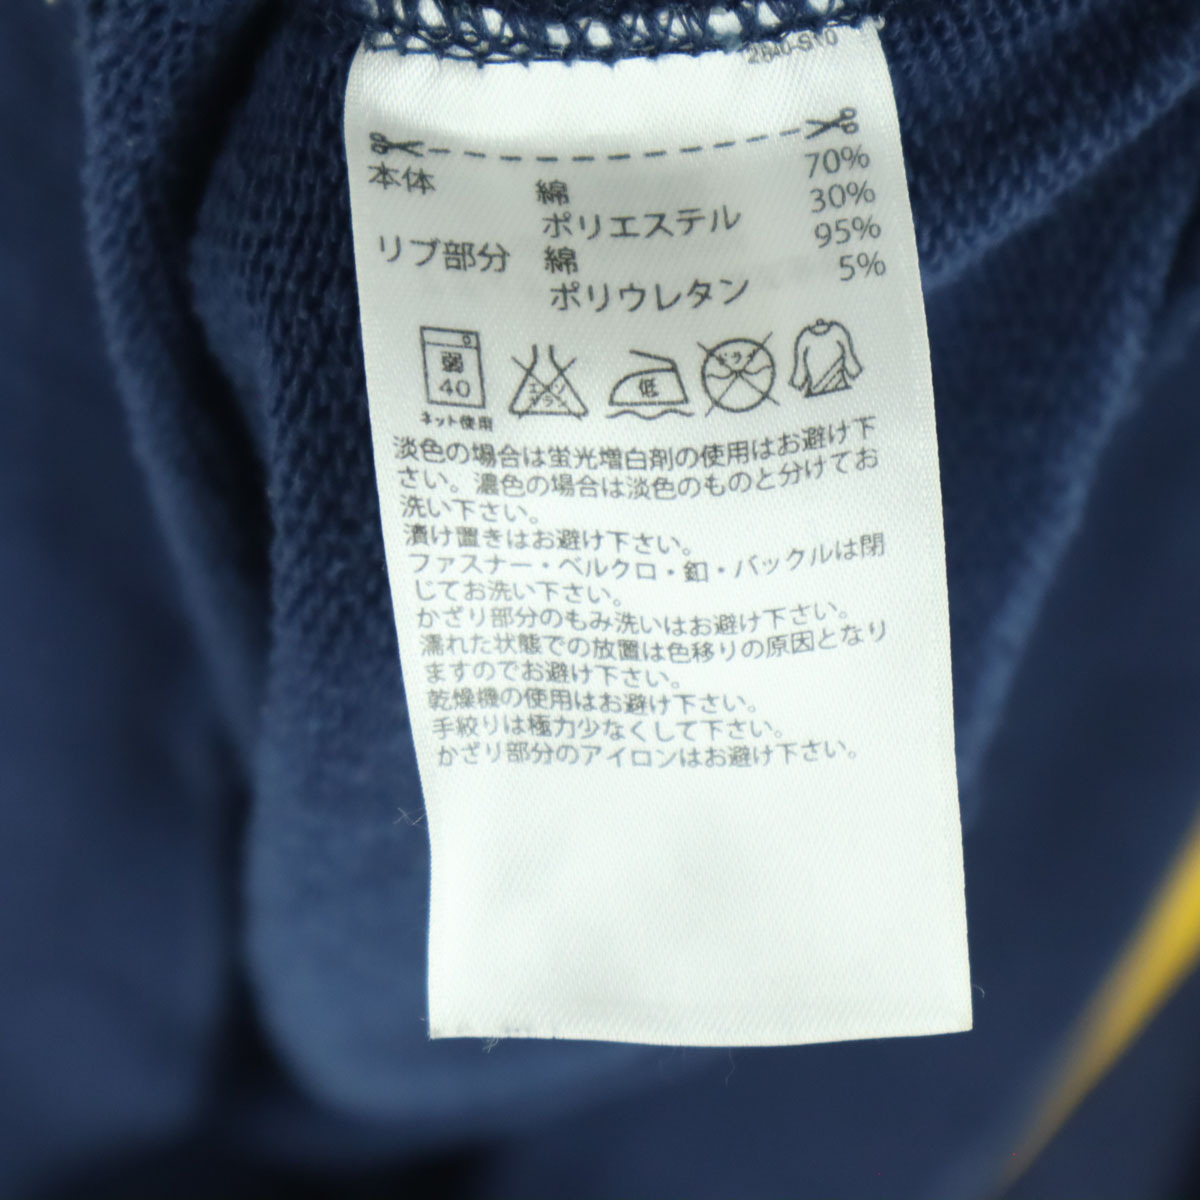 本体 綿 70%
ポリエステル 30%
リブ部分 綿 95%
ポリウレタン 5%
弱
40
ネット使用
エンソ
サラシ
低
ドライ
淡色の場合は蛍光増白剤の使用はお避け下
さい。濃色の場合は淡色のものと分けてお
洗い下さい。
漬け置きはお避け下さい。
ファスナー・ベルクロ・釦・バックルは閉
じてお洗い下さい。
かざり部分のもみ洗いはお避け下さい。
濡れた状態での放置は色移りの原因となり
ますのでお避け下さい。
乾燥機の使用はお避け下さい。
手絞りは極力少なくして下さい。
かざり部分のアイロンはお避け下さい。